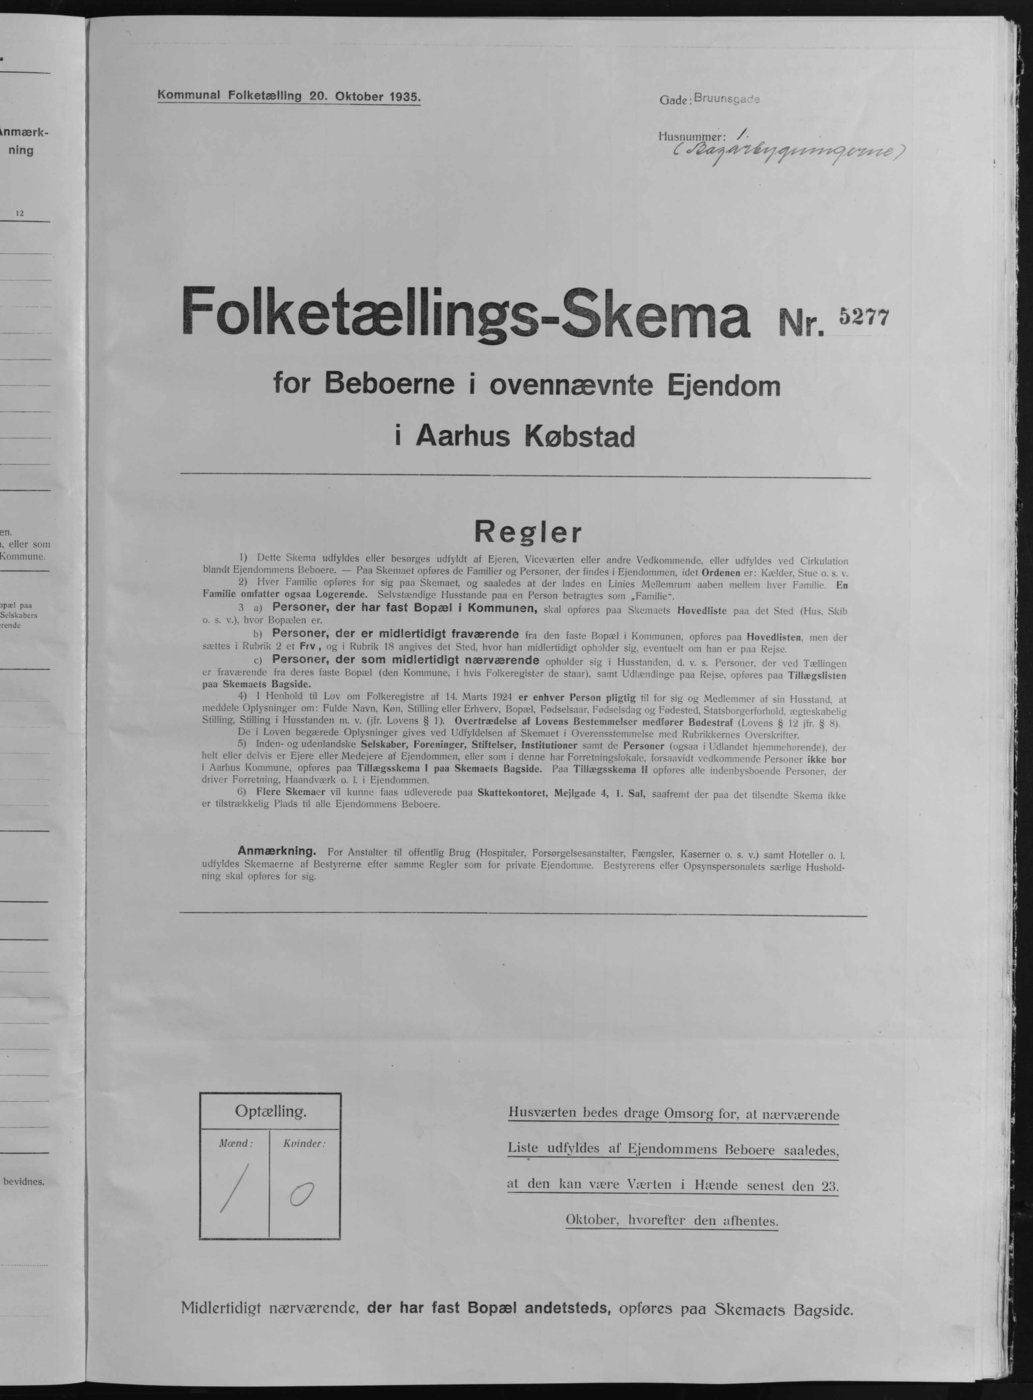 Anmærk-
ning
12
en.
, eller som
Kommune.
opæl paa
Selskabers
rende
bevidnes.
Kommunal Folketælling 20. Oktober 1935.
Gade: Bruunsgade
Husnummer: 1.
(Bazarbygningerne)
Folketællings-Skema Nr. 5277
for Beboerne i ovennævnte Ejendom
i Aarhus Købstad
Regler
1) Dette Skema udfyldes eller besørges udfyldt af Ejeren, Viceværten eller andre Vedkommende, eller udfyldes ved Cirkulation
blandt Ejendommens Beboere. — Paa Skemaet opføres de Familier og Personer, der findes i Ejendommen, idet Ordenen er: Kælder, Stue o. s. v.
2) Hver Familie opføres for sig paa Skemaet, og saaledes at der lades en Linies Mellemrum aaben mellem hver Familie. En
Familie omfatter ogsaa Logerende. Selvstændige Husstande paa en Person betragtes som „Familie“.
3 a) Personer, der har fast Bopæl i Kommunen, skal opføres paa Skemaets Hovedliste paa det Sted (Hus, Skib
o. s. v.), hvor Bopælen er.
b) Personer, der er midlertidigt fraværende fra den faste Bopæl i Kommunen, opføres paa Hovedlisten, men der
sættes i Rubrik 2 et Frv., og i Rubrik 18 angives det Sted, hvor han midlertidigt opholder sig, eventuelt om han er paa Rejse.
c) Personer, der som midlertidigt nærværende opholder sig i Husstanden, d. v. s. Personer, der ved Tællingen
er fraværende fra deres faste Bopæl (den Kommune, i hvis Folkeregister de staar), samt Udlændinge paa Rejse, opføres paa Tillægslisten
paa Skemaets Bagside.
4) I Henhold til Lov om Folkeregistre af 14. Marts 1924 er enhver Person pligtig til for sig og Medlemmer af sin Husstand, at
meddele Oplysninger om: Fulde Navn, Køn, Stilling eller Erhverv, Bopæl, Fødselsaar, Fødselsdag og Fødested, Statsborgerforhold, ægteskabelig
Stilling, Stilling i Husstanden m. v. (jfr. Lovens § 1). Overtrædelse af Lovens Bestemmelser medfører Bødestraf (Lovens § 12 jfr. § 8).
De i Loven begærede Oplysninger gives ved Udfyldelsen af Skemaet i Overensstemmelse med Rubrikkernes Overskrifter.
5) Inden- og udenlandske Selskaber, Foreninger, Stiftelser, Institutioner samt de Personer (ogsaa i Udlandet hjemmehørende), der
helt eller delvis er Ejere eller Medejere af Ejendommen, eller som i denne har Forretningslokale, forsaavidt vedkommende Personer ikke bor
i Aarhus Kommune, opføres paa Tillægsskema I paa Skemaets Bagside. Paa Tillægsskema II opføres alle indenbysboende Personer, der
driver Forretning, Haandværk o. l. i Ejendommen.
6) Flere Skemaer vil kunne faas udleverede paa Skattekontoret, Mejlgade 4, 1. Sal, saafremt der paa det tilsendte Skema ikke
er tilstrækkelig Plads til alle Ejendommens Beboere.
Anmærkning. For Anstalter til offentlig Brug (Hospitaler, Forsørgelsesanstalter, Fængsler, Kaserner o. s. v.) samt Hoteller o. l.
udfyldes Skemaerne af Bestyrerne efter samme Regler som for private Ejendomme. Bestyrerens eller Opsynspersonalets særlige Hushold-
ning skal opføres for sig.
Optælling.
Mænd: Kvinder:
1 0
Husværten bedes drage Omsorg for, at nærværende
Liste udfyldes af Ejendommens Beboere saaledes,
at den kan være Værten i Hænde senest den 23.
Oktober, hvorefter den afhentes.
Midlertidigt nærværende, der har fast Bopæl andetsteds, opføres paa Skemaets Bagside.